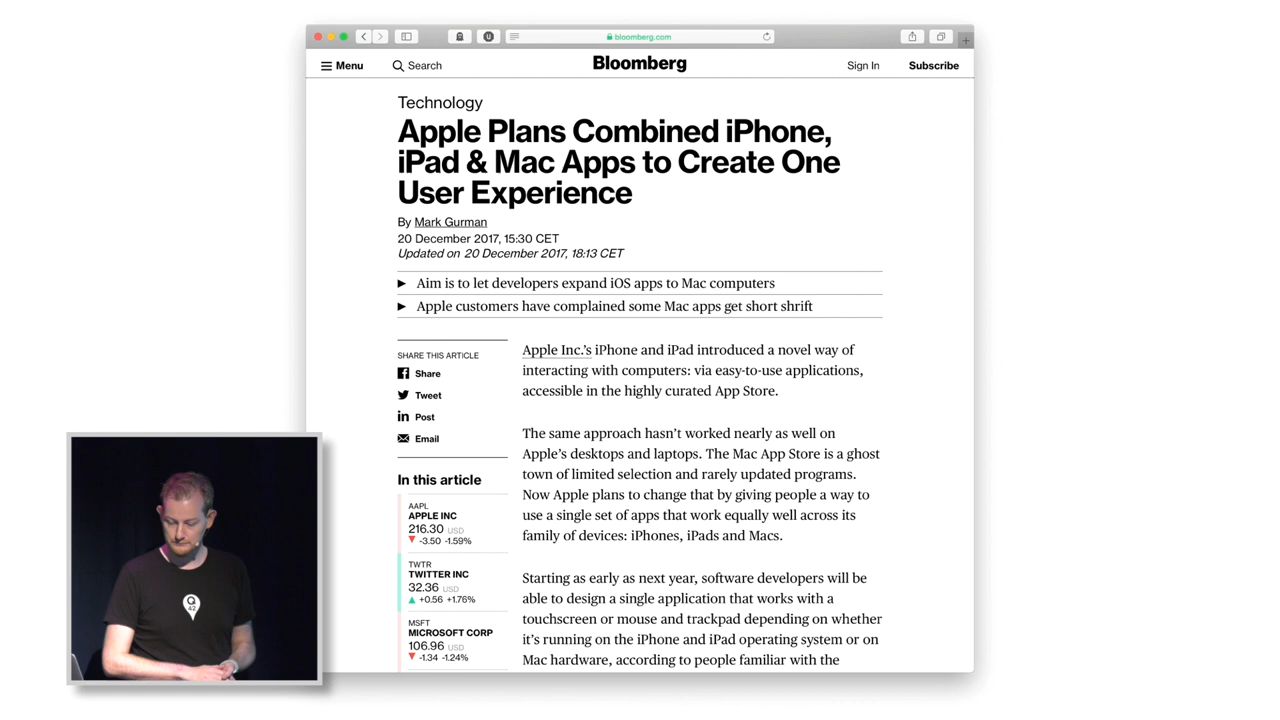 bloomberg.com
Menu
Search
Bloomberg
Sign In
Subscribe
Technology
Apple Plans Combined iPhone,
iPad & Mac Apps to Create One
User Experience
By Mark Gurman
20 December 2017, 15:30 CET
Updated on 20 December 2017, 18:13 CET
Aim is to let developers expand iOS apps to Mac computers
Apple customers have complained some Mac apps get short shrift
SHARE THIS ARTICLE
Share
Tweet
Post
Email
In this article
AAPL
APPLE INC
216.30 USD
-3.50 -1.59%
TWTR
TWITTER INC
32.36 USD
+0.56 +1.76%
MSFT
MICROSOFT CORP
106.96 USD
-1.34 -1.24%
Apple Inc.’s iPhone and iPad introduced a novel way of
interacting with computers: via easy-to-use applications,
accessible in the highly curated App Store.
The same approach hasn’t worked nearly as well on
Apple’s desktops and laptops. The Mac App Store is a ghost
town of limited selection and rarely updated programs.
Now Apple plans to change that by giving people a way to
use a single set of apps that work equally well across its
family of devices: iPhones, iPads and Macs.
Starting as early as next year, software developers will be
able to design a single application that works with a
touchscreen or mouse and trackpad depending on whether
it’s running on the iPhone and iPad operating system or on
Mac hardware, according to people familiar with the
Q
42